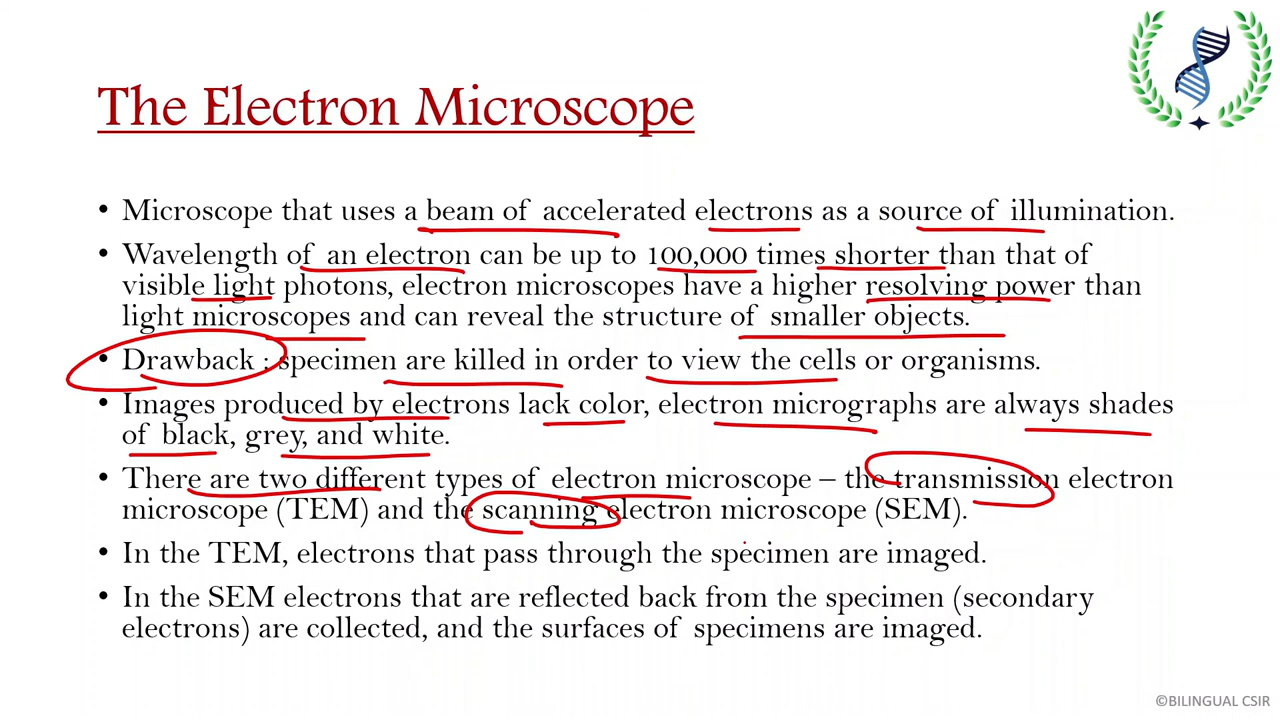 The Electron Microscope
• Microscope that uses a beam of accelerated electrons as a source of illumination.
• Wavelength of an electron can be up to 100,000 times shorter than that of
visible light photons, electron microscopes have a higher resolving power than
light microscopes and can reveal the structure of smaller objects.
• Drawback : specimen are killed in order to view the cells or organisms.
• Images produced by electrons lack color, electron micrographs are always shades
of black, grey, and white.
• There are two different types of electron microscope – the transmission electron
microscope (TEM) and the scanning electron microscope (SEM).
• In the TEM, electrons that pass through the specimen are imaged.
• In the SEM electrons that are reflected back from the specimen (secondary
electrons) are collected, and the surfaces of specimens are imaged.
©BILINGUAL CSIR